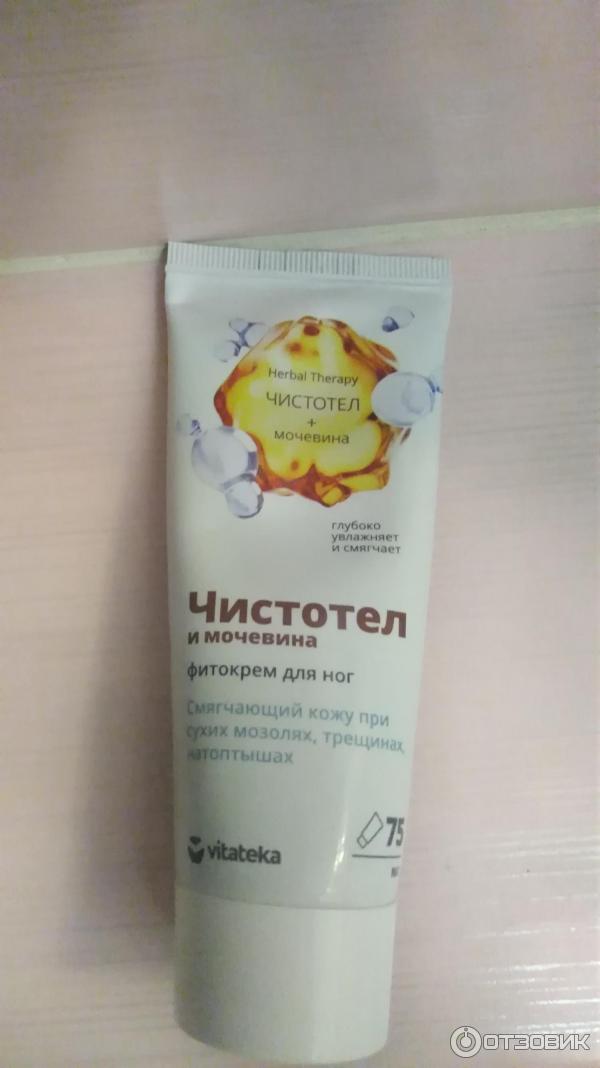 Herbal Therapy
ЧИСТОТЕЛ
+
мочевина
глубоко
увлажняет
и смягчает
Чистотел
и мочевина
фитокрем для ног
Смягчающий кожу при
сухих мозолях, трещинах,
натоптышах
vitateka
75
ОТЗОВИК